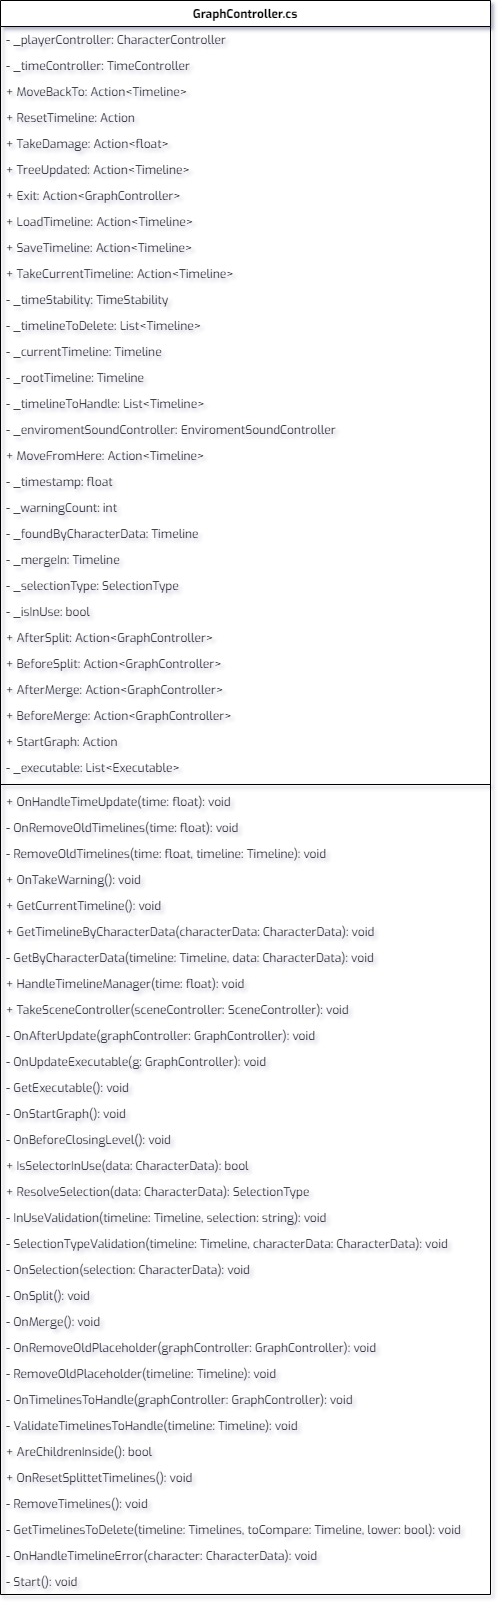 GraphController.cs
- _playerController: CharacterController
- _timeController: TimeController
+ MoveBackTo: Action<Timeline>
+ ResetTimeline: Action
+ TakeDamage: Action<float>
+ TreeUpdated: Action<Timeline>
+ Exit: Action<GraphController>
+ LoadTimeline: Action<Timeline>
+ SaveTimeline: Action<Timeline>
+ TakeCurrentTimeline: Action<Timeline>
- _timeStability: TimeStability
- _timelineToDelete: List<Timeline>
- _currentTimeline: Timeline
- _rootTimeline: Timeline
- _timelineToHandle: List<Timeline>
- _enviromentSoundController: EnviromentSoundController
+ MoveFromHere: Action<Timeline>
- _timestamp: float
- _warningCount: int
- _foundByCharacterData: Timeline
- _mergeIn: Timeline
- _selectionType: SelectionType
- _isInUse: bool
+ AfterSplit: Action<GraphController>
+ BeforeSplit: Action<GraphController>
+ AfterMerge: Action<GraphController>
+ BeforeMerge: Action<GraphController>
+ StartGraph: Action
- _executable: List<Executable>
+ OnHandleTimeUpdate(time: float): void
- OnRemoveOldTimelines(time: float): void
- RemoveOldTimelines(time: float, timeline: Timeline): void
+ OnTakeWarning(): void
+ GetCurrentTimeline(): void
+ GetTimelineByCharacterData(characterData: CharacterData): void
- GetByCharacterData(timeline: Timeline, data: CharacterData): void
+ HandleTimelineManager(time: float): void
+ TakeSceneController(sceneController: SceneController): void
- OnAfterUpdate(graphController: GraphController): void
- OnUpdateExecutable(g: GraphController): void
- GetExecutable(): void
- OnStartGraph(): void
- OnBeforeClosingLevel(): void
+ IsSelectorInUse(data: CharacterData): bool
+ ResolveSelection(data: CharacterData): SelectionType
- InUseValidation(timeline: Timeline, selection: string): void
- SelectionTypeValidation(timeline: Timeline, characterData: CharacterData): void
- OnSelection(selection: CharacterData): void
- OnSplit(): void
- OnMerge(): void
- OnRemoveOldPlaceholder(graphController: GraphController): void
- RemoveOldPlaceholder(timeline: Timeline): void
- OnTimelinesToHandle(graphController: GraphController): void
- ValidateTimelinesToHandle(timeline: Timeline): void
+ AreChildrenInside(): bool
+ OnResetSplittetTimelines(): void
- RemoveTimelines(): void
- GetTimelinesToDelete(timeline: Timelines, toCompare: Timeline, lower: bool): void
- OnHandleTimelineError(character: CharacterData): void
- Start(): void